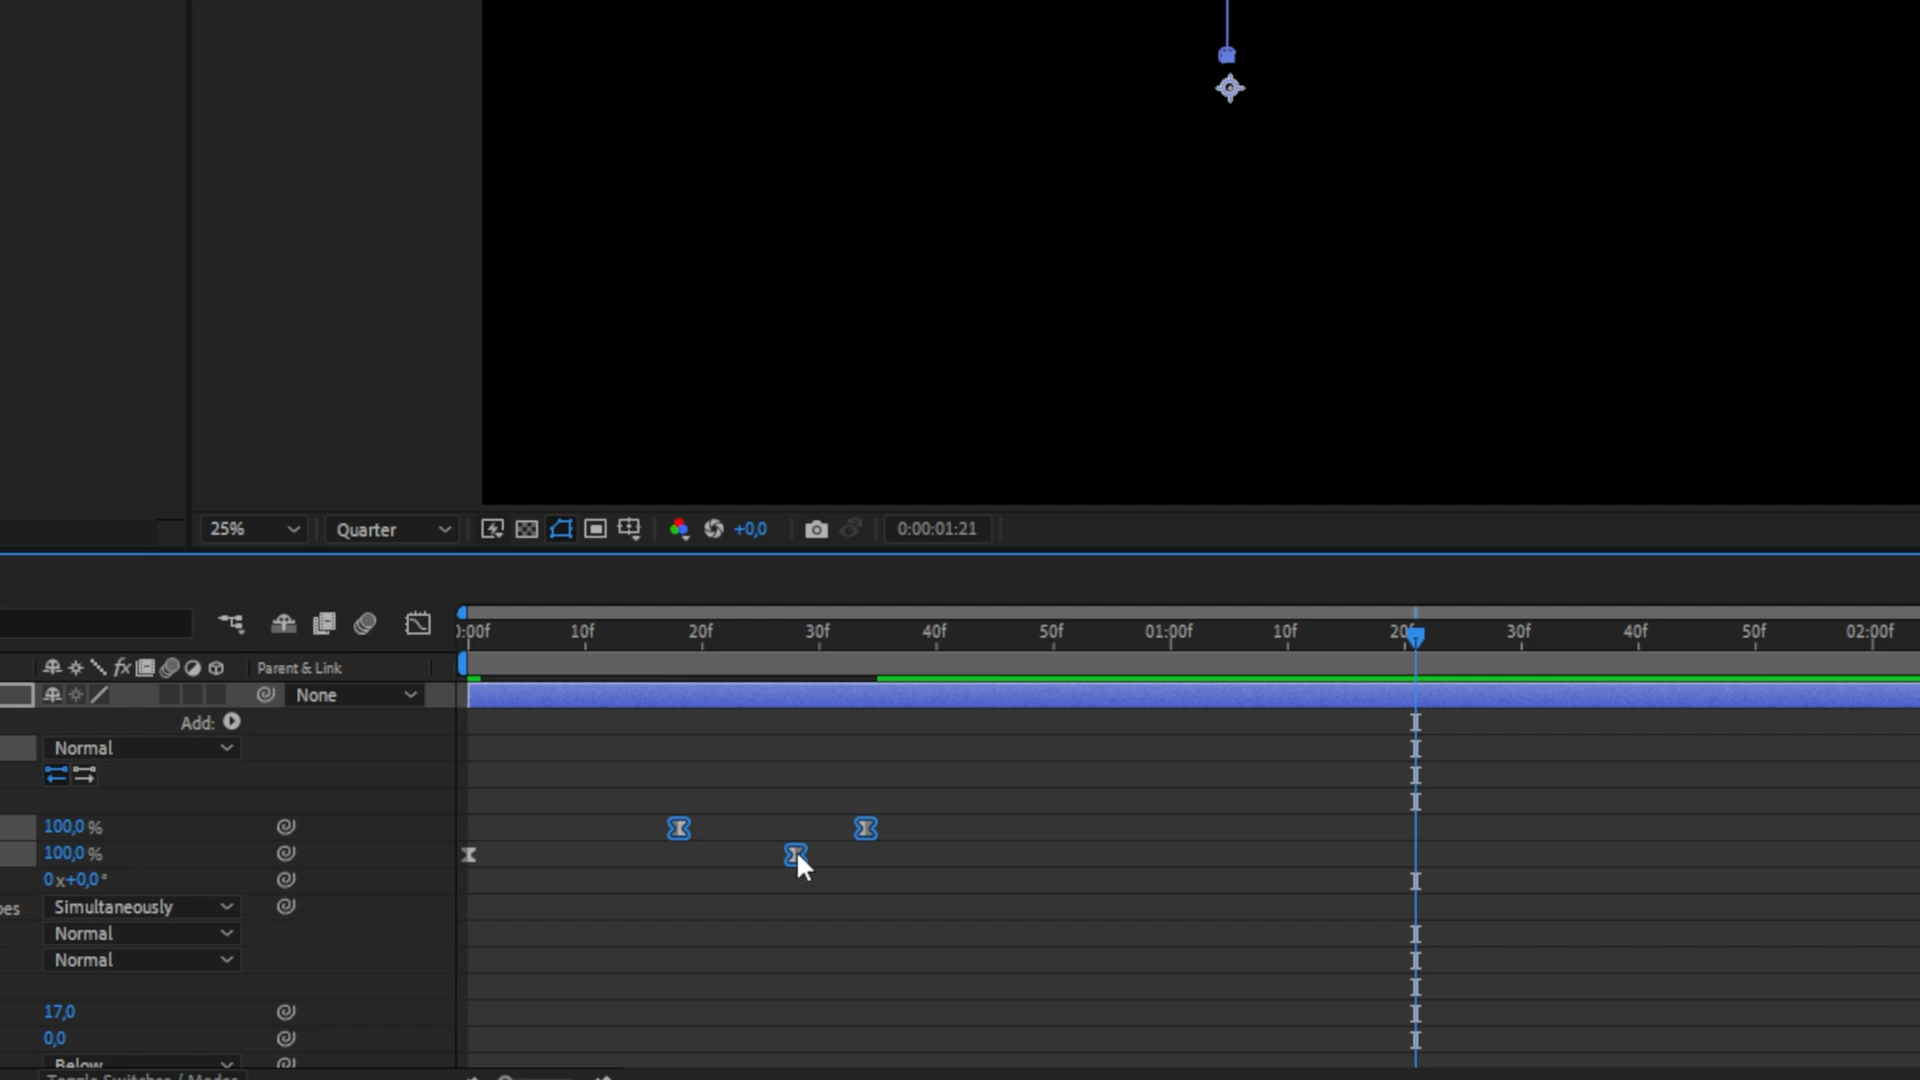 25% Quarter +0,0 0:00:01:21
0:00f 10f 20f 30f 40f 50f 01:00f 10f 20f 30f 40f 50f 02:00f
fx Parent & Link
None
Add:
Normal
100,0 %
100,0 %
0 x+0,0 °
Simultaneously
Normal
Normal
17,0
0,0
Below
Toggle Switches / Modes